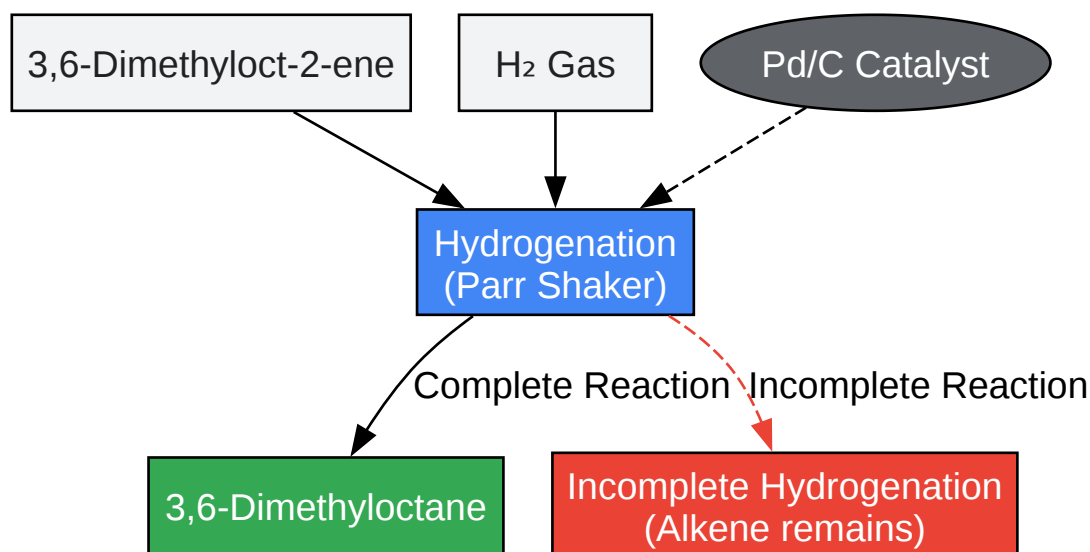 3,6-Dimethyloct-2-ene
H₂ Gas
Pd/C Catalyst
Hydrogenation
(Parr Shaker)
Complete Reaction
Incomplete Reaction
3,6-Dimethyloctane
Incomplete Hydrogenation
(Alkene remains)